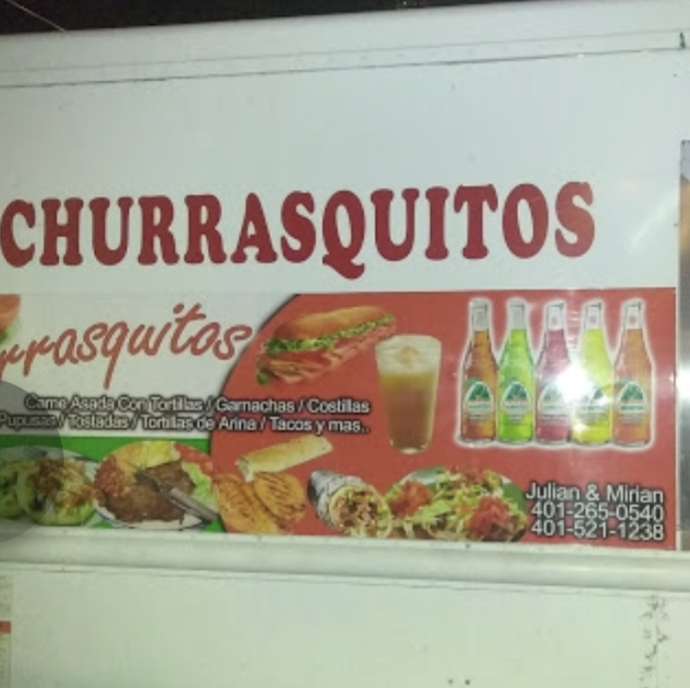 CHURRASQUITOS
rrasquitos
Carne Asada Con Tortillas / Garnachas / Costillas
Pupusas / Tostadas / Tortillas de Arina / Tacos y mas..
Julian & Mirian
401-265-0540
401-521-1238